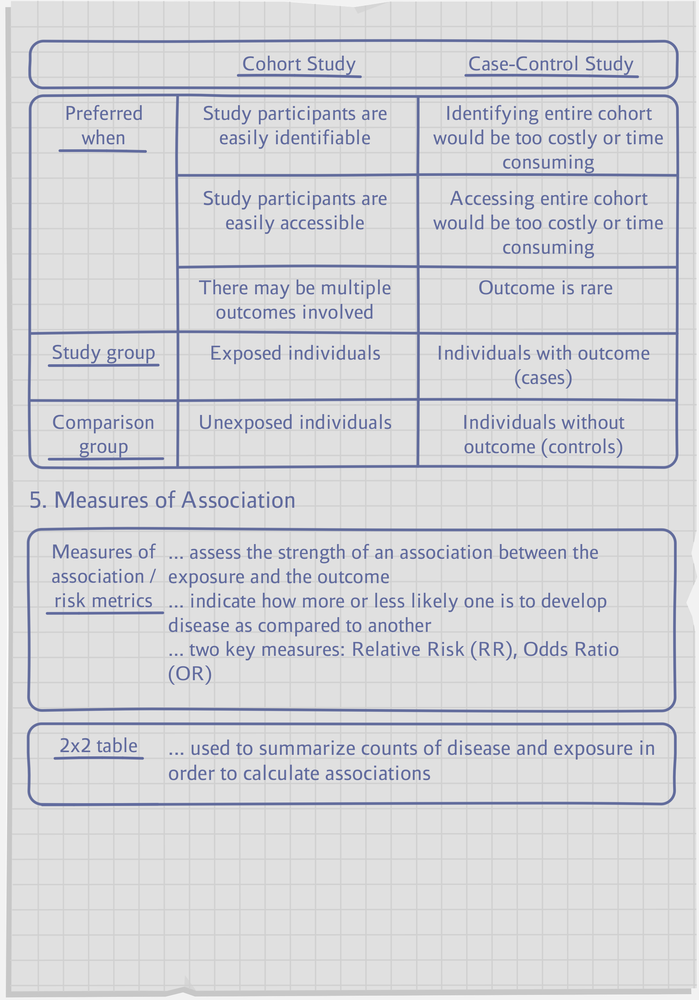 Cohort Study
Case-Control Study
Preferred
when
Study participants are
easily identifiable
Identifying entire cohort
would be too costly or time
consuming
Study participants are
easily accessible
Accessing entire cohort
would be too costly or time
consuming
There may be multiple
outcomes involved
Outcome is rare
Study group
Exposed individuals
Individuals with outcome
(cases)
Comparison
group
Unexposed individuals
Individuals without
outcome (controls)
5. Measures of Association
Measures of
association /
risk metrics
... assess the strength of an association between the
exposure and the outcome
... indicate how more or less likely one is to develop
disease as compared to another
... two key measures: Relative Risk (RR), Odds Ratio
(OR)
2x2 table
... used to summarize counts of disease and exposure in
order to calculate associations